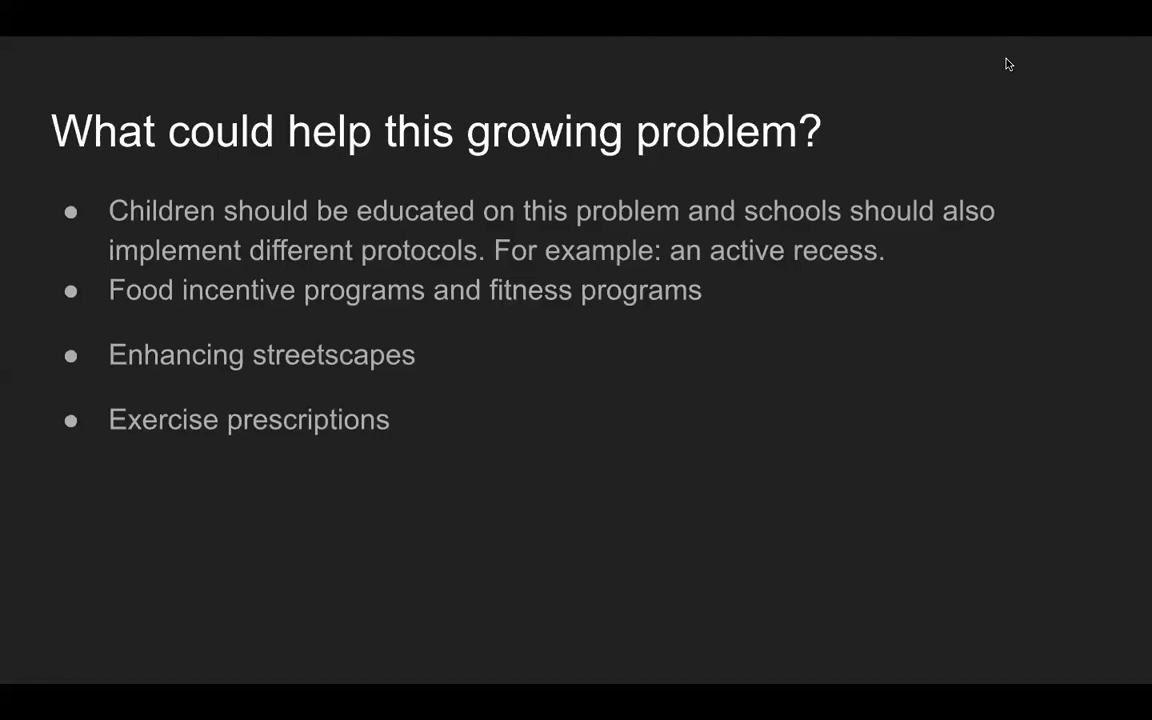 What could help this growing problem?
● Children should be educated on this problem and schools should also
implement different protocols. For example: an active recess.
● Food incentive programs and fitness programs
● Enhancing streetscapes
● Exercise prescriptions